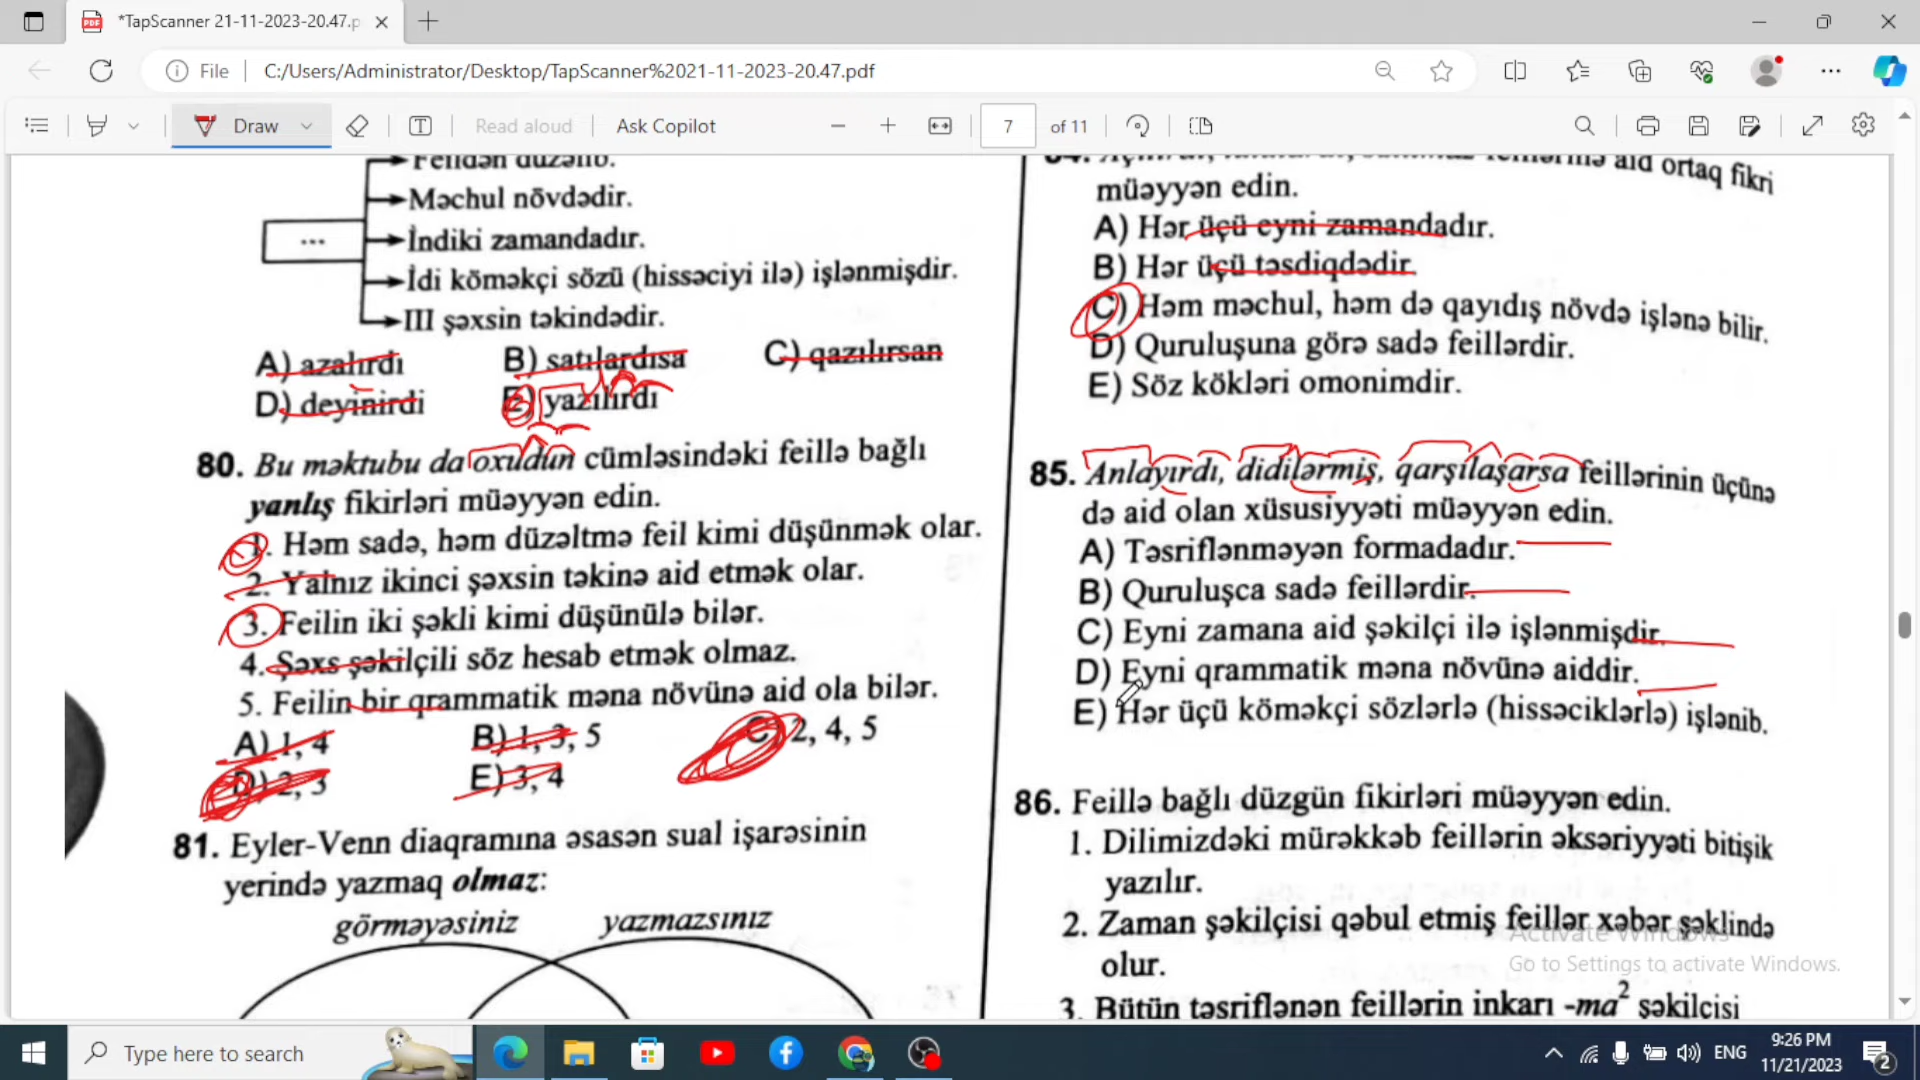 *TapScanner 21-11-2023-20.47.p
File
C:/Users/Administrator/Desktop/TapScanner%2021-11-2023-20.47.pdf
Draw
Read aloud
Ask Copilot
7
of 11
Feildən düzəlib.
Məchul növdədir.
...
İndiki zamandadır.
İdi köməkçi sözü (hissəciyi ilə) işlənmişdir.
III şəxsin təkindədir.
A) azalırdı B) satılardısa C) qazılırsan
D) deyinirdi E) yazılırdı
80. Bu məktubu da oxudun cümləsindəki feillə bağlı
yanlış fikirləri müəyyən edin.
1. Həm sadə, həm düzəltmə feil kimi düşünmək olar.
2. Yalnız ikinci şəxsin təkinə aid etmək olar.
3. Feilin iki şəkli kimi düşünülə bilər.
4. Şəxs şəkilçili söz hesab etmək olmaz.
5. Feilin bir qrammatik məna növünə aid ola bilər.
A) 1, 4 B) 1, 3, 5 C) 2, 4, 5
D) 2, 3 E) 3, 4
81. Eyler-Venn diaqramına əsasən sual işarəsinin
yerində yazmaq olmaz:
görməyəsiniz yazmazsınız
aid ortaq fikri
müəyyən edin.
A) Hər üçü eyni zamandadır.
B) Hər üçü təsdiqdədir.
C) Həm məchul, həm də qayıdış növdə işlənə bilir.
D) Quruluşuna görə sadə feillərdir.
E) Söz kökləri omonimdir.
85. Anlayırdı, didilərmiş, qarşılaşarsa feillərinin üçünə
də aid olan xüsusiyyəti müəyyən edin.
A) Təsriflənməyən formadadır.
B) Quruluşca sadə feillərdir.
C) Eyni zamana aid şəkilçi ilə işlənmişdir.
D) Eyni qrammatik məna növünə aiddir.
E) Hər üçü köməkçi sözlərlə (hissəciklərlə) işlənib.
86. Feillə bağlı düzgün fikirləri müəyyən edin.
1. Dilimizdəki mürəkkəb feillərin əksəriyyəti bitişik
yazılır.
2. Zaman şəkilçisi qəbul etmiş feillər xəbər şəklində
olur.
3. Bütün təsriflənən feillərin inkarı -ma² şəkilçisi
Activate Windows
Go to Settings to activate Windows.
Type here to search
ENG
9:26 PM
11/21/2023
2